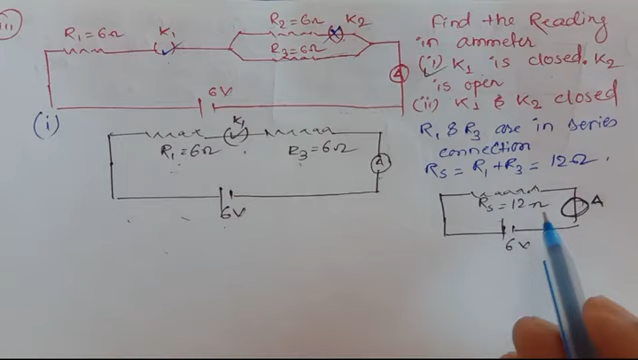 iii)
R₁=6Ω
K₁
R₂=6Ω
K₂
R₃=6Ω
A
6V
Find the Reading
in ammeter
(i) K₁ is closed. K₂
is open
(ii) K₁ & K₂ closed
(i)
K₁
R₁=6Ω
R₃=6Ω
A
6V
R₁ & R₃ are in series
connection
Rs = R₁+R₃ = 12Ω.
Rs=12Ω
A
6V